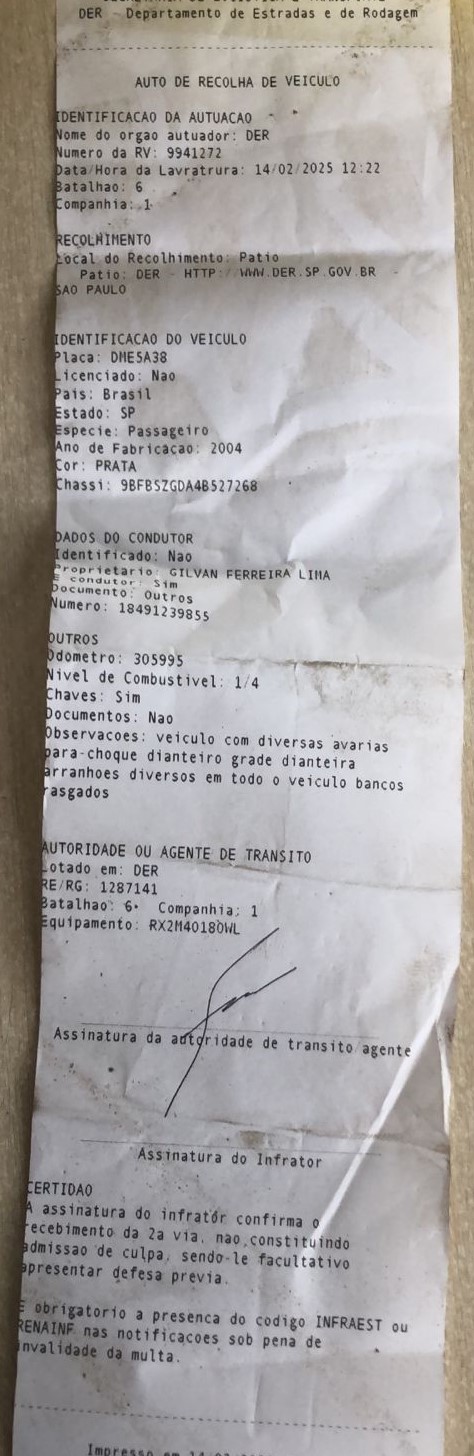 DER - Departamento de Estradas e de Rodagem
AUTO DE RECOLHA DE VEICULO
IDENTIFICACAO DA AUTUACAO
Nome do orgao autuador: DER
Numero da RV: 9941272
Data/Hora da Lavratrura: 14/02/2025 12:22
Batalhao: 6
Companhia: 1
RECOLHIMENTO
Local do Recolhimento: Patio
Patio: DER - HTTP://WWW.DER.SP.GOV.BR -
SAO PAULO
IDENTIFICACAO DO VEICULO
Placa: DME5A38
Licenciado: Nao
Pais: Brasil
Estado: SP
Especie: Passageiro
Ano de Fabricacao: 2004
Cor: PRATA
Chassi: 9BFBSZGDA4B527268
DADOS DO CONDUTOR
Identificado: Nao
Proprietario: GILVAN FERREIRA LIMA
E condutor: Sim
Documento: Outros
Numero: 18491239855
OUTROS
Odometro: 305995
Nivel de Combustivel: 1/4
Chaves: Sim
Documentos: Nao
Observacoes: veiculo com diversas avarias
para-choque dianteiro grade dianteira
arranhoes diversos em todo o veiculo bancos
rasgados
AUTORIDADE OU AGENTE DE TRANSITO
Lotado em: DER
RE/RG: 1287141
Batalhao: 6 Companhia: 1
Equipamento: RX2M40180WL
Assinatura da autoridade de transito agente
Assinatura do Infrator
CERTIDAO
A assinatura do infrator confirma o
recebimento da 2a via, nao constituindo
admissao de culpa, sendo-le facultativo
apresentar defesa previa.
E obrigatorio a presenca do codigo INFRAEST ou
RENAINF nas notificacoes sob pena de
invalidade da multa.
Impresso em